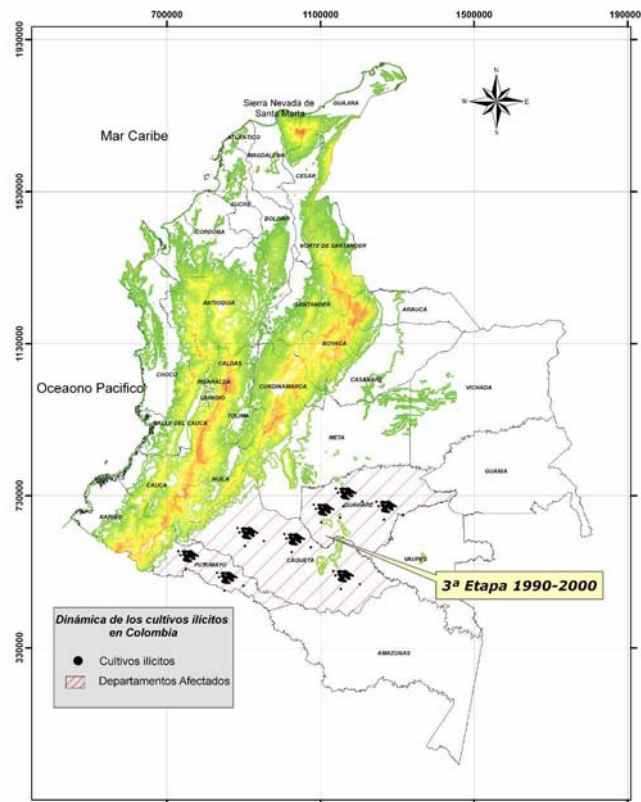 700000 1100000 1500000 190000
1930000
N
W E
S
Sierra Nevada de
Santa Marta
GUAJIRA
Mar Caribe
ATLANTICO
MAGDALENA
CESAR
1530000
SUCRE
BOLIVAR
CORDOBA
NORTE DE SANTANDER
ANTIOQUIA
SANTANDER
ARAUCA
1130000
BOYACA
CHOCO
CALDAS
CASANARE
VICHADA
Oceaono Pacifico
RISARALDA
CUNDINAMARCA
QUINDIO
TOLIMA
VALLE DEL CAUCA
META
GUANIA
HUILA
CAUCA
730000
GUAVIARE
NARIÑO
CAQUETA
VAUPES
PUTUMAYO
3ª Etapa 1990-2000
Dinámica de los cultivos ilícitos
en Colombia
Cultivos ilícitos
Departamentos Afectados
330000
AMAZONAS